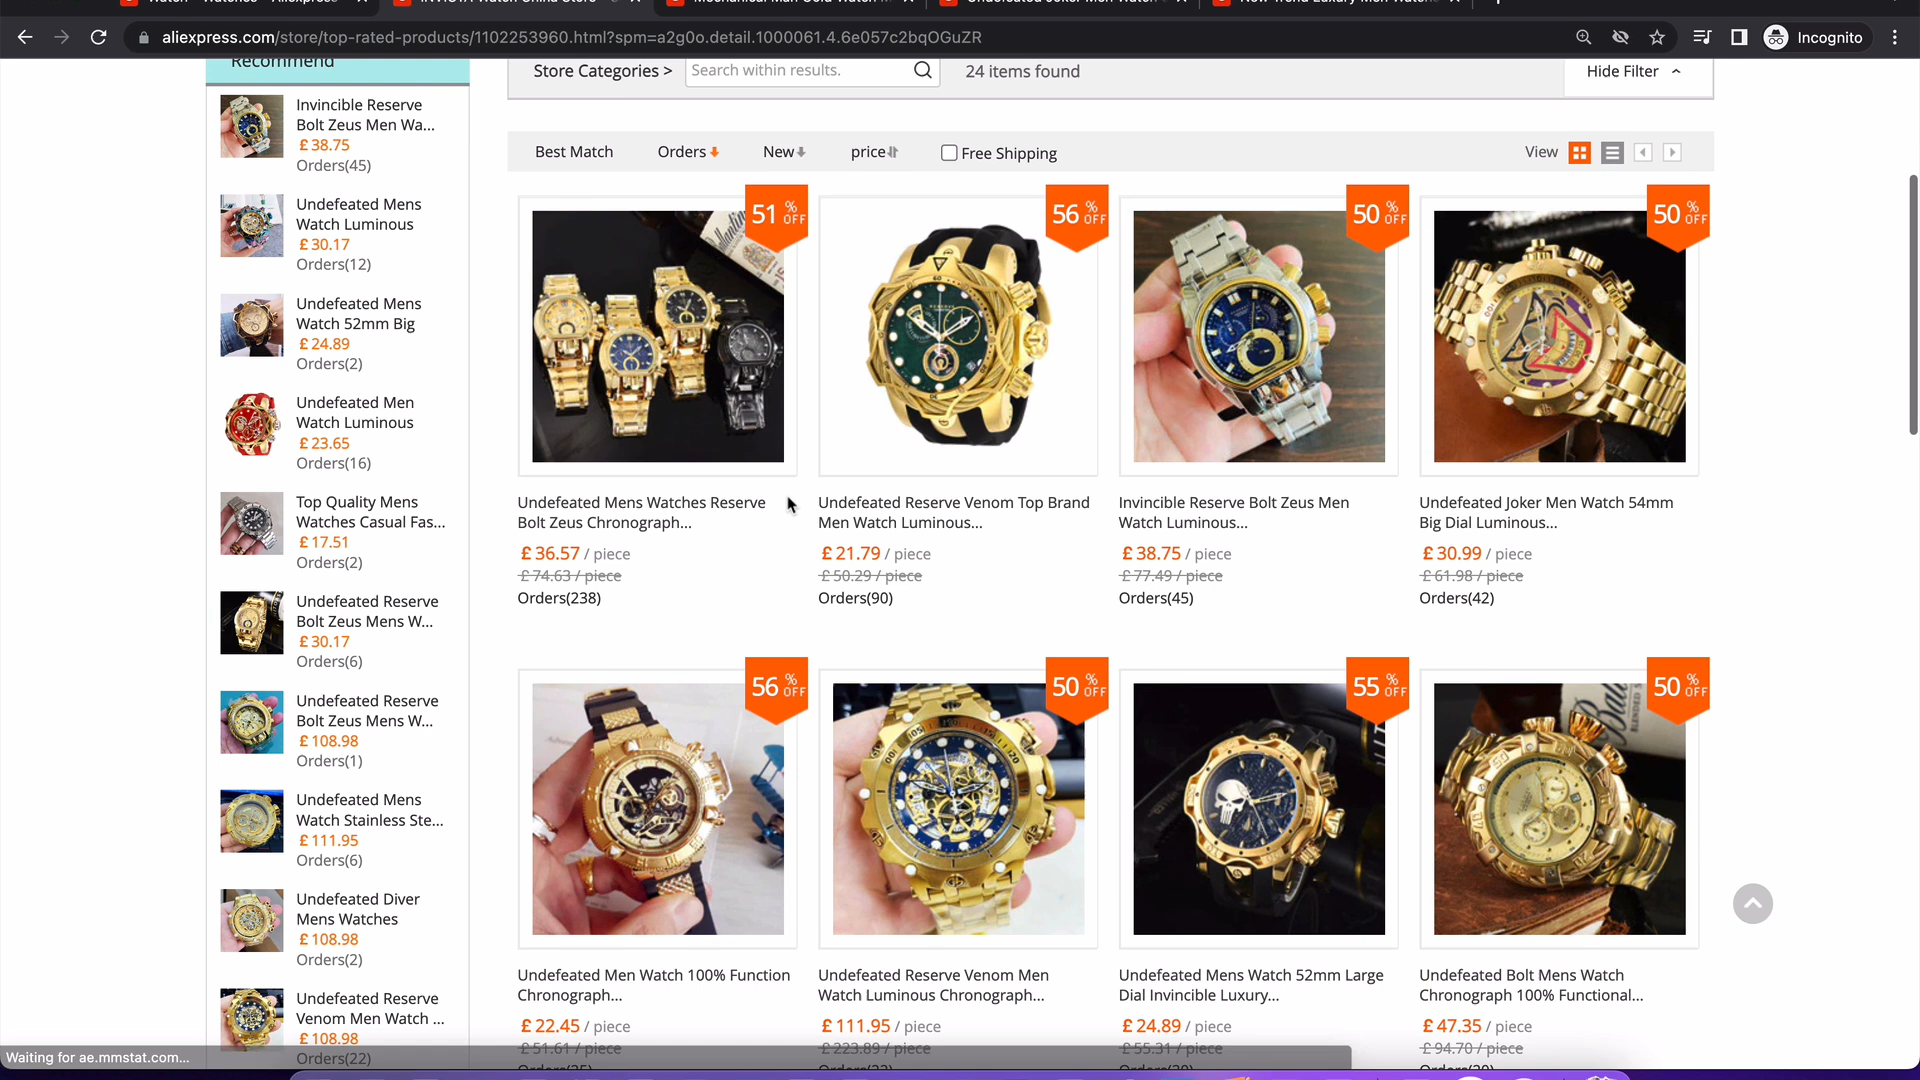 aliexpress.com/store/top-rated-products/1102253960.html?spm=a2g0o.detail.1000061.4.6e057c2bqOGuZR
Incognito
Recommend
Store Categories >
Search within results.
24 items found
Hide Filter
Best Match
Orders
New
price
Free Shipping
View
Invincible Reserve
Bolt Zeus Men Wa...
£38.75
Orders(45)
Undefeated Mens
Watch Luminous
£30.17
Orders(12)
Undefeated Mens
Watch 52mm Big
£24.89
Orders(2)
Undefeated Men
Watch Luminous
£23.65
Orders(16)
Top Quality Mens
Watches Casual Fas...
£17.51
Orders(2)
Undefeated Reserve
Bolt Zeus Mens W...
£30.17
Orders(6)
Undefeated Reserve
Bolt Zeus Mens W...
£108.98
Orders(1)
Undefeated Mens
Watch Stainless Ste...
£111.95
Orders(6)
Undefeated Diver
Mens Watches
£108.98
Orders(2)
Undefeated Reserve
Venom Men Watch ...
£108.98
Orders(22)
51 % OFF
56 % OFF
50 % OFF
50 % OFF
Undefeated Mens Watches Reserve
Bolt Zeus Chronograph...
£36.57 / piece
£74.63 / piece
Orders(238)
Undefeated Reserve Venom Top Brand
Men Watch Luminous...
£21.79 / piece
£50.29 / piece
Orders(90)
Invincible Reserve Bolt Zeus Men
Watch Luminous...
£38.75 / piece
£77.49 / piece
Orders(45)
Undefeated Joker Men Watch 54mm
Big Dial Luminous...
£30.99 / piece
£61.98 / piece
Orders(42)
56 % OFF
50 % OFF
55 % OFF
50 % OFF
Undefeated Men Watch 100% Function
Chronograph...
£22.45 / piece
£51.61 / piece
Undefeated Reserve Venom Men
Watch Luminous Chronograph...
£111.95 / piece
£223.89 / piece
Undefeated Mens Watch 52mm Large
Dial Invincible Luxury...
£24.89 / piece
£55.31 / piece
Undefeated Bolt Mens Watch
Chronograph 100% Functional...
£47.35 / piece
£94.70 / piece
Waiting for ae.mmstat.com...